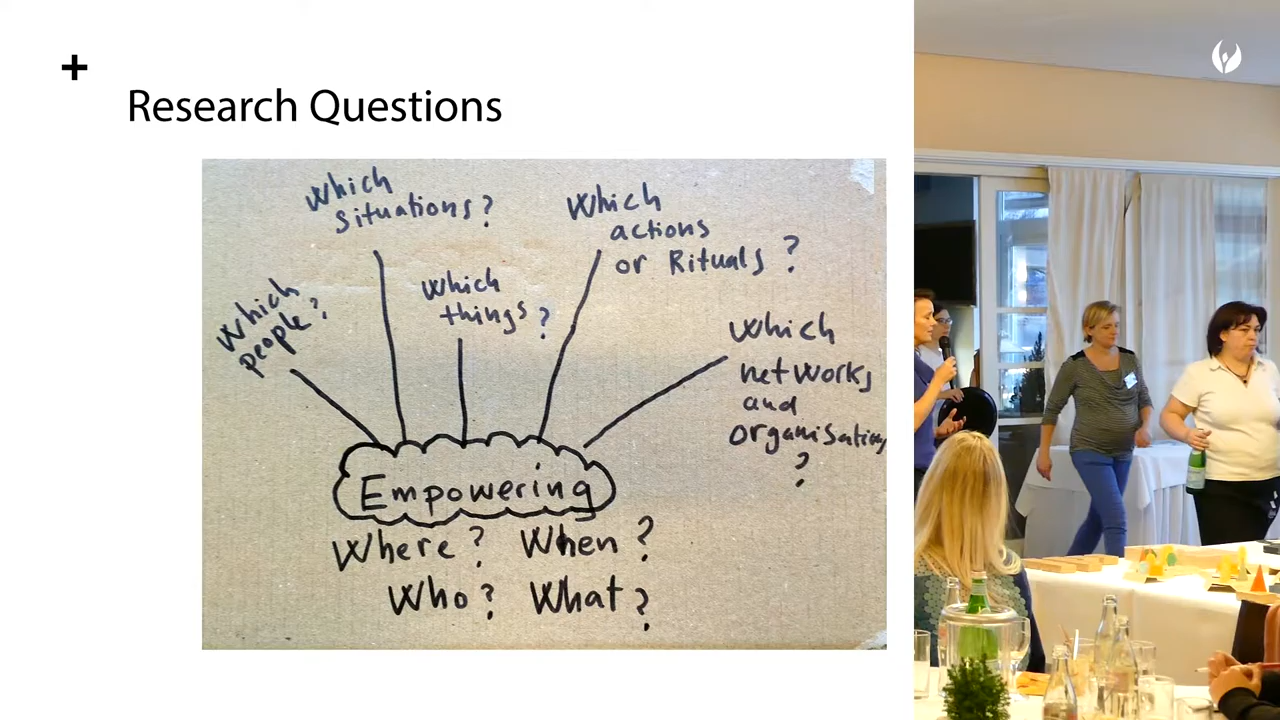 +
Research Questions
Which
situations?
Which
actions
or Rituals ?
Which
things ?
Which
people?
Which
networks
and
organisations
?
Empowering
Where? When?
Who? What?